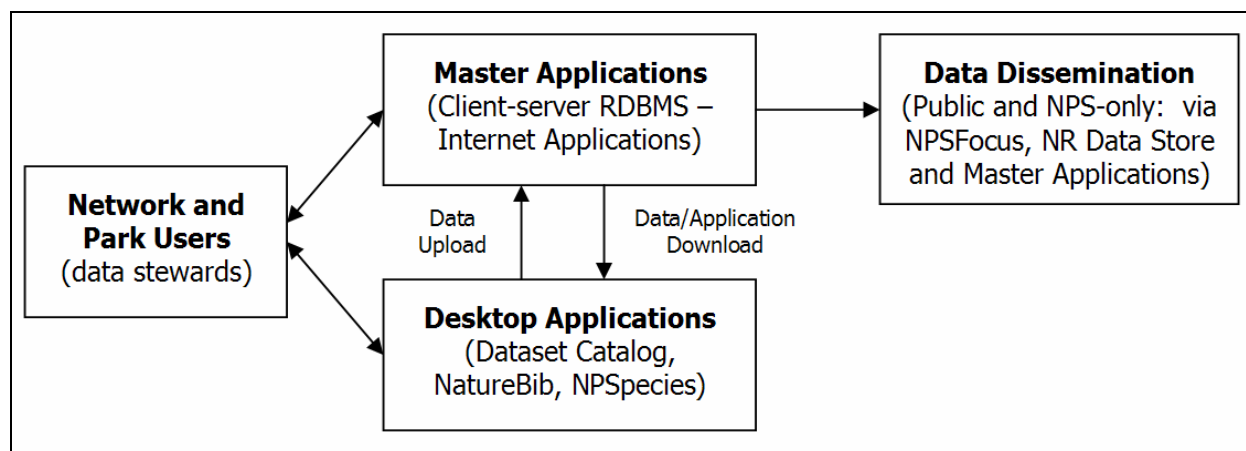 Master Applications
(Client-server RDBMS –
Internet Applications)
Data Dissemination
(Public and NPS-only: via
NPSFocus, NR Data Store
and Master Applications)
Network and
Park Users
(data stewards)
Data
Upload
Data/Application
Download
Desktop Applications
(Dataset Catalog,
NatureBib, NPSpecies)